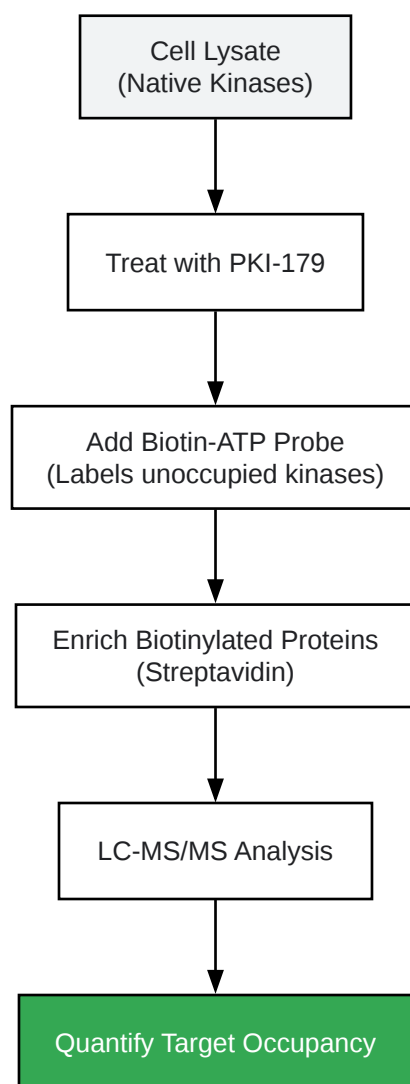 Cell Lysate
(Native Kinases)
Treat with PKI-179
Add Biotin-ATP Probe
(Labels unoccupied kinases)
Enrich Biotinylated Proteins
(Streptavidin)
LC-MS/MS Analysis
Quantify Target Occupancy